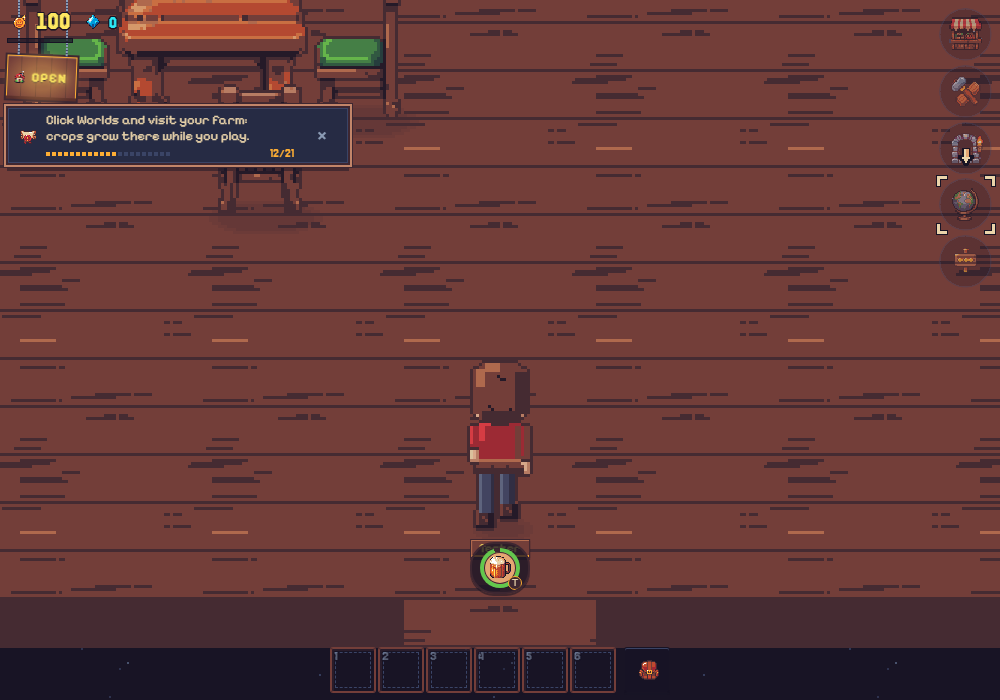 100 0
OPEN
Click Worlds and visit your farm:
crops grow there while you play.
12/21
T
1 2 3 4 5 6